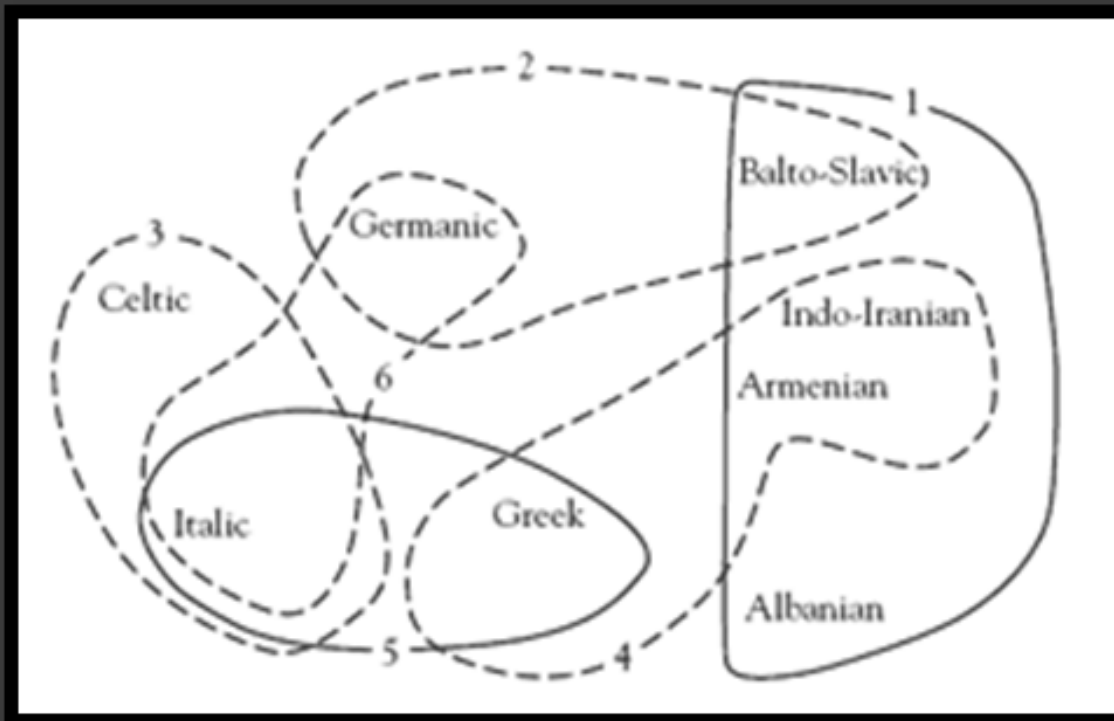 2
1
Balto-Slavic
Germanic
3
Celtic
Indo-Iranian
6
Armenian
Italic
Greek
Albanian
5
4